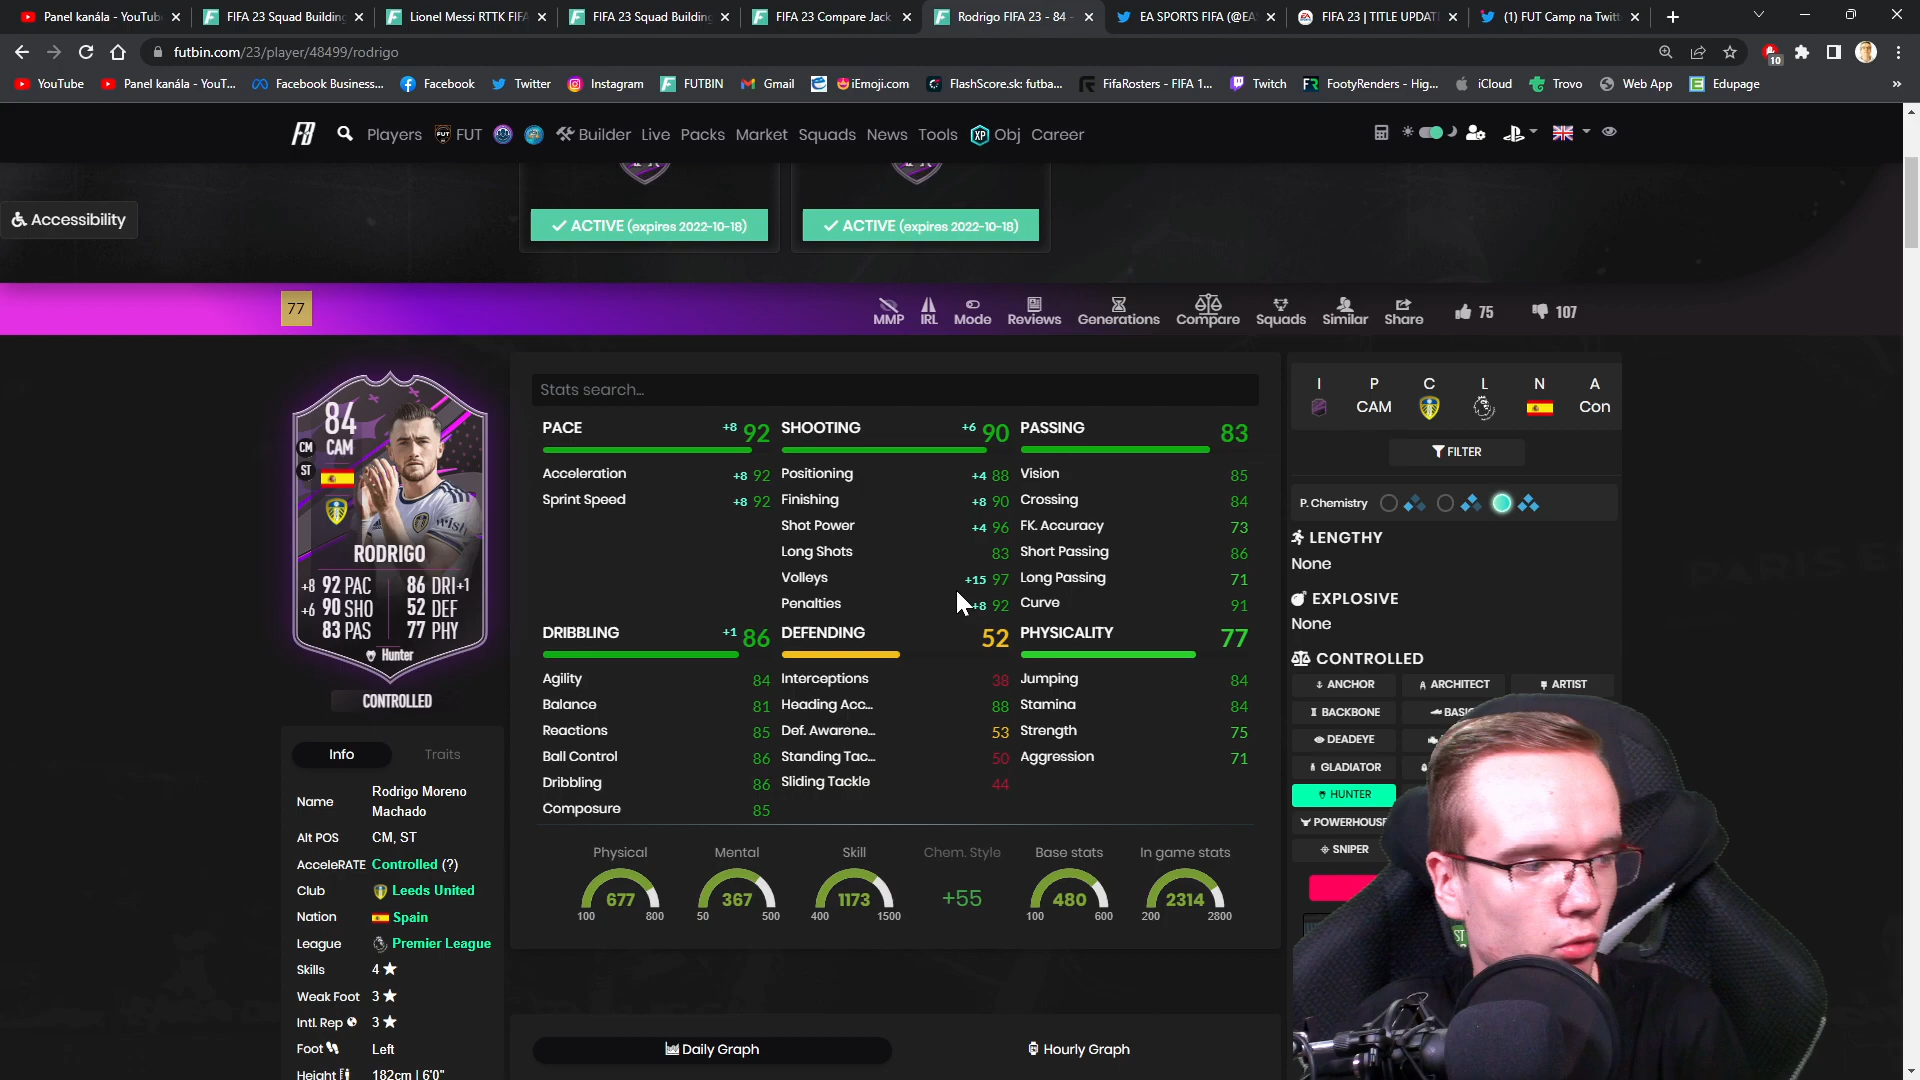 Panel kanála - YouTub
FIFA 23 Squad Building
Lionel Messi RTTK FIFA
FIFA 23 Squad Building
FIFA 23 Compare Jack
Rodrigo FIFA 23 - 84 -
EA SPORTS FIFA (@EA
FIFA 23 | TITLE UPDAT
(1) FUT Camp na Twitt
futbin.com/23/player/48499/rodrigo
10
YouTube
Panel kanála - YouT...
Facebook Business...
Facebook
Twitter
Instagram
FUTBIN
Gmail
iEmoji.com
FlashScore.sk: futba...
FifaRosters - FIFA 1...
Twitch
FootyRenders - Hig...
iCloud
Trovo
Web App
Edupage
»
Players FUT Builder Live Packs Market Squads News Tools Obj Career
Accessibility
ACTIVE (expires 2022-10-18)
ACTIVE (expires 2022-10-18)
77
MMP IRL Mode Reviews Generations Compare Squads Similar Share 75 107
84
CAM
CM
ST
RODRIGO
+8 92 PAC 86 DRI+1
+6 90 SHO 52 DEF
83 PAS 77 PHY
Hunter
CONTROLLED
Stats search...
PACE +8 92
Acceleration +8 92
Sprint Speed +8 92
SHOOTING +6 90
Positioning +4 88
Finishing +8 90
Shot Power +4 96
Long Shots 83
Volleys +15 97
Penalties +8 92
PASSING 83
Vision 85
Crossing 84
FK. Accuracy 73
Short Passing 86
Long Passing 71
Curve 91
DRIBBLING +1 86
Agility 84
Balance 81
Reactions 85
Ball Control 86
Dribbling 86
Composure 85
DEFENDING 52
Interceptions 38
Heading Acc... 88
Def. Awarene... 53
Standing Tac... 50
Sliding Tackle 44
PHYSICALITY 77
Jumping 84
Stamina 84
Strength 75
Aggression 71
Physical 677 100 800
Mental 367 50 500
Skill 1173 400 1500
Chem. Style +55
Base stats 480 100 600
In game stats 2314 200 2800
Daily Graph
Hourly Graph
Info Traits
Name Rodrigo Moreno
Machado
Alt POS CM, ST
AcceleRATE Controlled (?)
Club Leeds United
Nation Spain
League Premier League
Skills 4
Weak Foot 3
Intl. Rep 3
Foot Left
Height 182cm | 6'0"
I P C L N A
CAM Con
FILTER
P. Chemistry
LENGTHY
None
EXPLOSIVE
None
CONTROLLED
ANCHOR ARCHITECT ARTIST
BACKBONE BASIC
DEADEYE
GLADIATOR
HUNTER
POWERHOUSE
SNIPER
ST